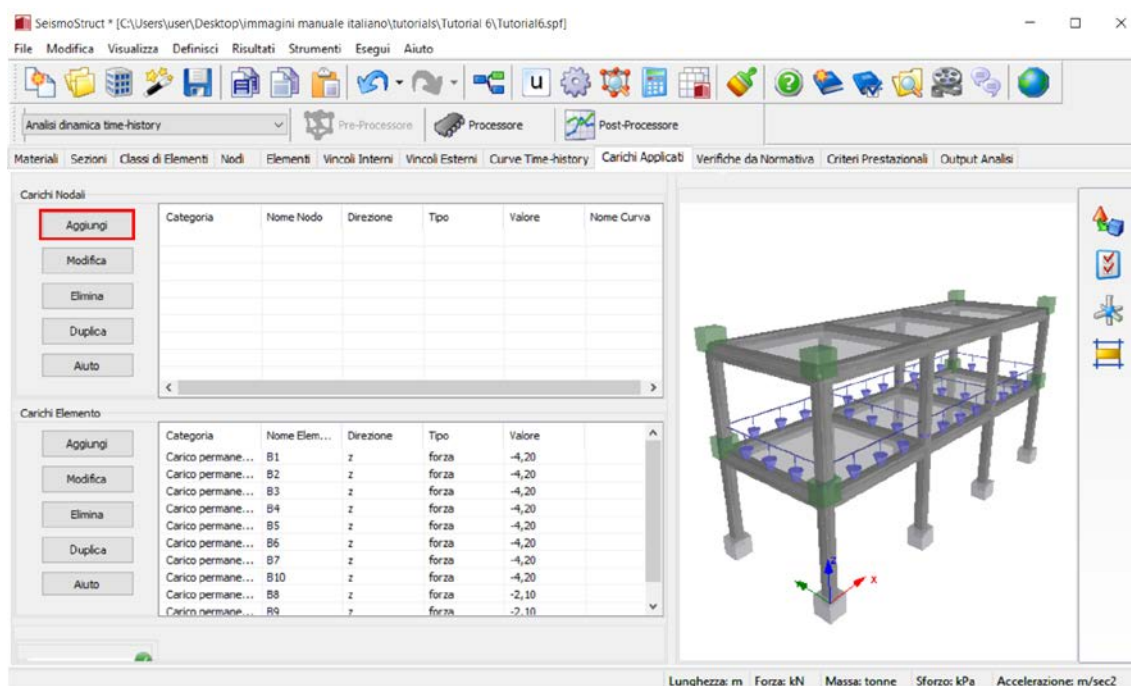 SeismoStruct * [C:\Users\user\Desktop\immagini manuale italiano\tutorials\Tutorial 6\Tutorial6.spf]
File Modifica Visualizza Definisci Risultati Strumenti Esegui Aiuto
u
Analisi dinamica time-history Pre-Processore Processore Post-Processore
Materiali Sezioni Classi di Elementi Nodi Elementi Vincoli Interni Vincoli Esterni Curve Time-history Carichi Applicati Verifiche da Normativa Criteri Prestazionali Output Analisi
Carichi Nodali
Aggiungi
Modifica
Elimina
Duplica
Aiuto
Categoria Nome Nodo Direzione Tipo Valore Nome Curva
Carichi Elemento
Aggiungi
Modifica
Elimina
Duplica
Aiuto
Categoria Nome Elem... Direzione Tipo Valore
Carico permane... B1 z forza -4,20
Carico permane... B2 z forza -4,20
Carico permane... B3 z forza -4,20
Carico permane... B4 z forza -4,20
Carico permane... B5 z forza -4,20
Carico permane... B6 z forza -4,20
Carico permane... B7 z forza -4,20
Carico permane... B10 z forza -4,20
Carico permane... B8 z forza -2,10
Carico permane... B9 z forza -2,10
z
x
Lunghezza: m Forza: kN Massa: tonne Sforzo: kPa Accelerazione: m/sec2